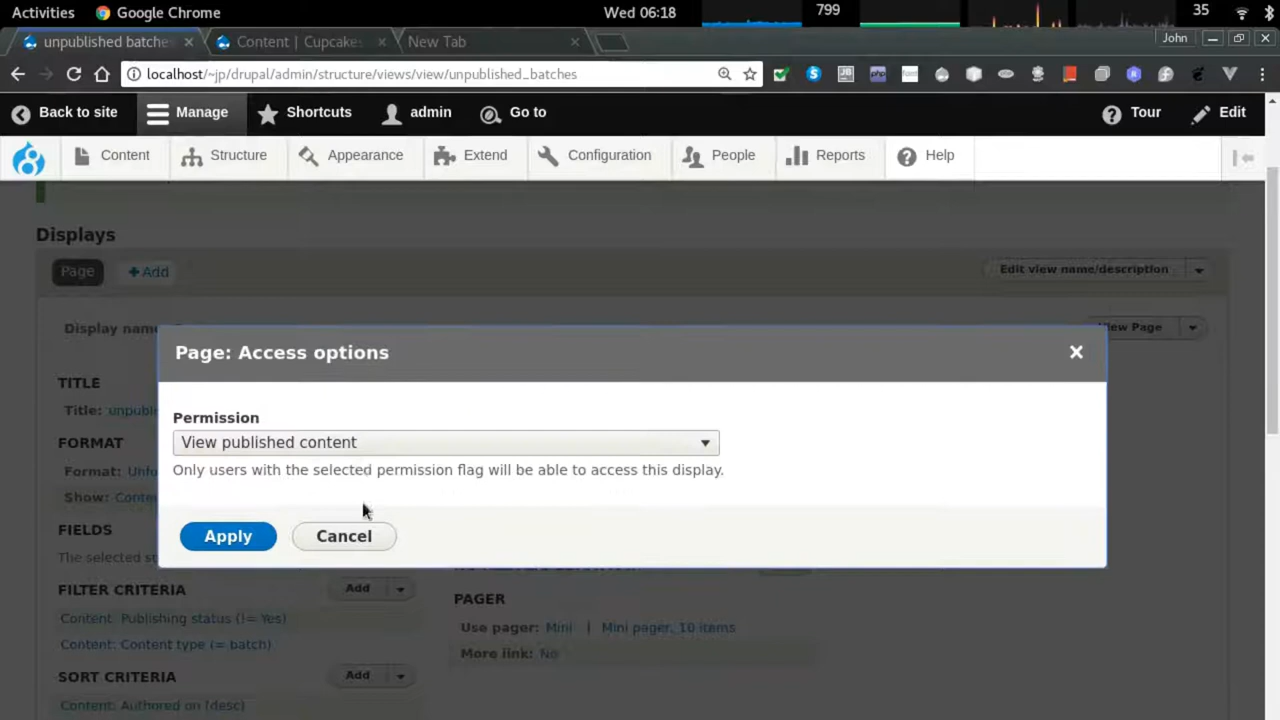 Activities Google Chrome Wed 06:18 799 35
unpublished batche Content | Cupcake New Tab John
localhost/~jp/drupal/admin/structure/views/view/unpublished_batches
Back to site Manage Shortcuts admin Go to Tour Edit
Content Structure Appearance Extend Configuration People Reports Help
Displays
Page Add Edit view name/description
Display name View Page
Page: Access options
TITLE
Title: unpubli
Permission
FORMAT
View published content
Format: Unfo
Only users with the selected permission flag will be able to access this display.
Show: Conte
FIELDS
Apply Cancel
The selected s
FILTER CRITERIA Add
PAGER
Content: Publishing status (!= Yes)
Use pager: Mini | Mini pager, 10 items
Content: Content type (= batch)
More link: No
SORT CRITERIA Add
Content: Authored on (desc)